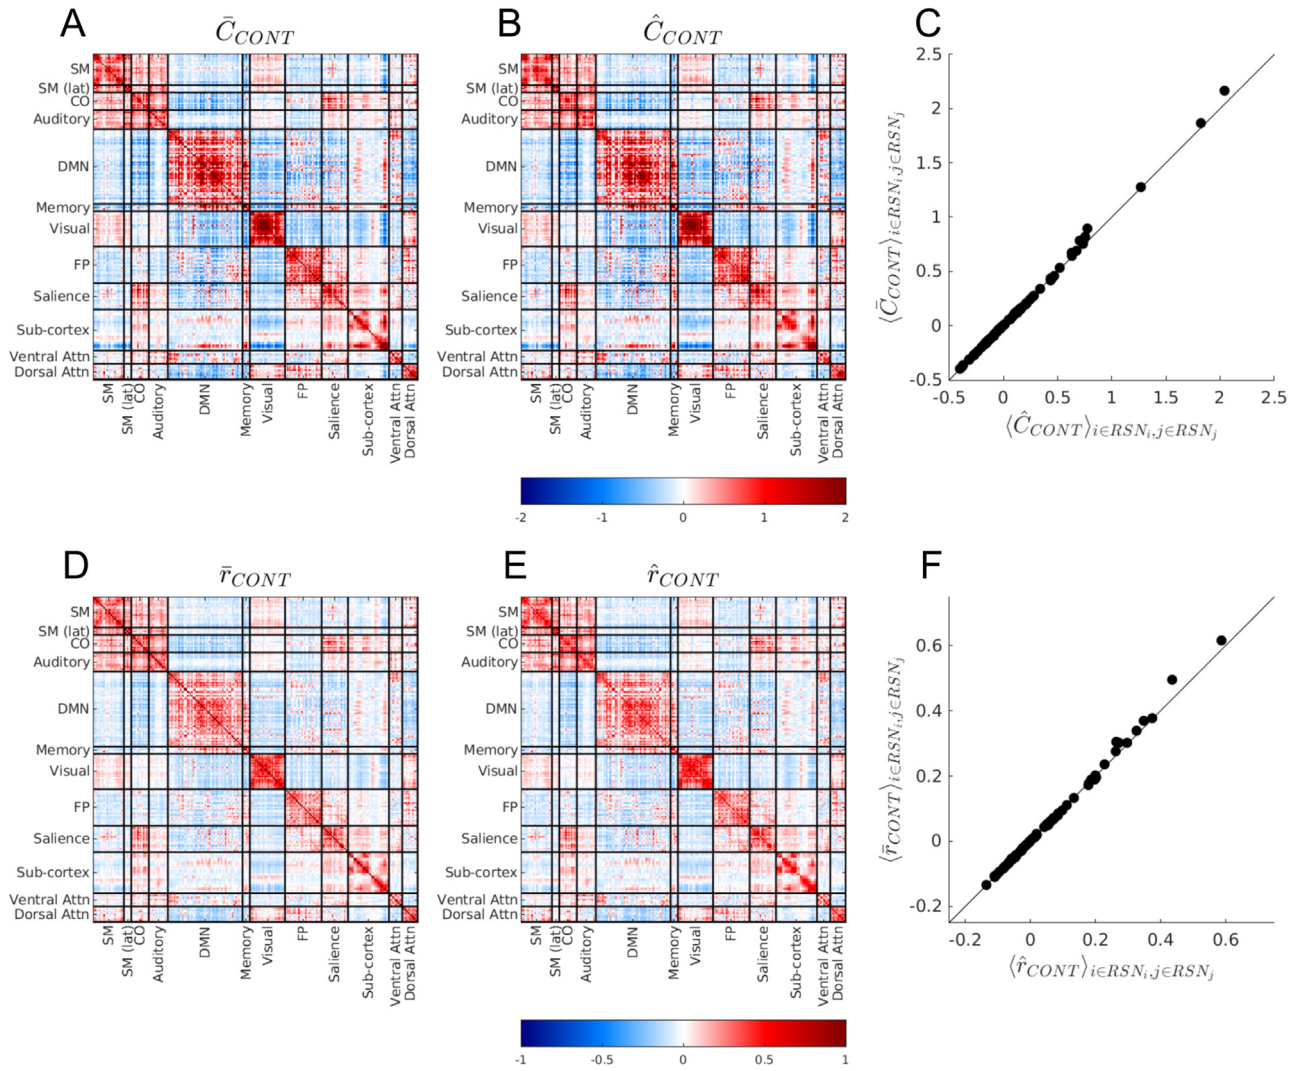 A
C̄_CONT
SM
SM (lat)
CO
Auditory
DMN
Memory
Visual
FP
Salience
Sub-cortex
Ventral Attn
Dorsal Attn
SM
SM (lat)
CO
Auditory
DMN
Memory
Visual
FP
Salience
Sub-cortex
Ventral Attn
Dorsal Attn
B
Ĉ_CONT
SM
SM (lat)
CO
Auditory
DMN
Memory
Visual
FP
Salience
Sub-cortex
Ventral Attn
Dorsal Attn
SM
SM (lat)
CO
Auditory
DMN
Memory
Visual
FP
Salience
Sub-cortex
Ventral Attn
Dorsal Attn
-2 -1 0 1 2
C
⟨C̄_CONT⟩_i∈RSN_i,j∈RSN_j
2.5
2
1.5
1
0.5
0
-0.5
-0.5 0 0.5 1 1.5 2 2.5
⟨Ĉ_CONT⟩_i∈RSN_i,j∈RSN_j
D
r̄_CONT
SM
SM (lat)
CO
Auditory
DMN
Memory
Visual
FP
Salience
Sub-cortex
Ventral Attn
Dorsal Attn
SM
SM (lat)
CO
Auditory
DMN
Memory
Visual
FP
Salience
Sub-cortex
Ventral Attn
Dorsal Attn
E
r̂_CONT
SM
SM (lat)
CO
Auditory
DMN
Memory
Visual
FP
Salience
Sub-cortex
Ventral Attn
Dorsal Attn
SM
SM (lat)
CO
Auditory
DMN
Memory
Visual
FP
Salience
Sub-cortex
Ventral Attn
Dorsal Attn
-1 -0.5 0 0.5 1
F
⟨r̄_CONT⟩_i∈RSN_i,j∈RSN_j
0.6
0.4
0.2
0
-0.2
-0.2 0 0.2 0.4 0.6
⟨r̂_CONT⟩_i∈RSN_i,j∈RSN_j